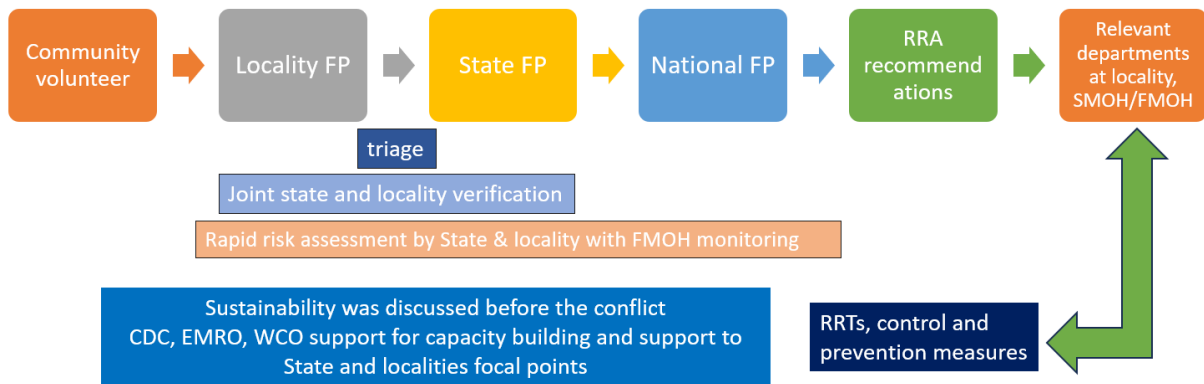 Community
volunteer
Locality FP
State FP
National FP
RRA
recommend
ations
Relevant
departments
at locality,
SMOH/FMOH
triage
Joint state and locality verification
Rapid risk assessment by State & locality with FMOH monitoring
Sustainability was discussed before the conflict
CDC, EMRO, WCO support for capacity building and support to
State and localities focal points
RRTs, control and
prevention measures